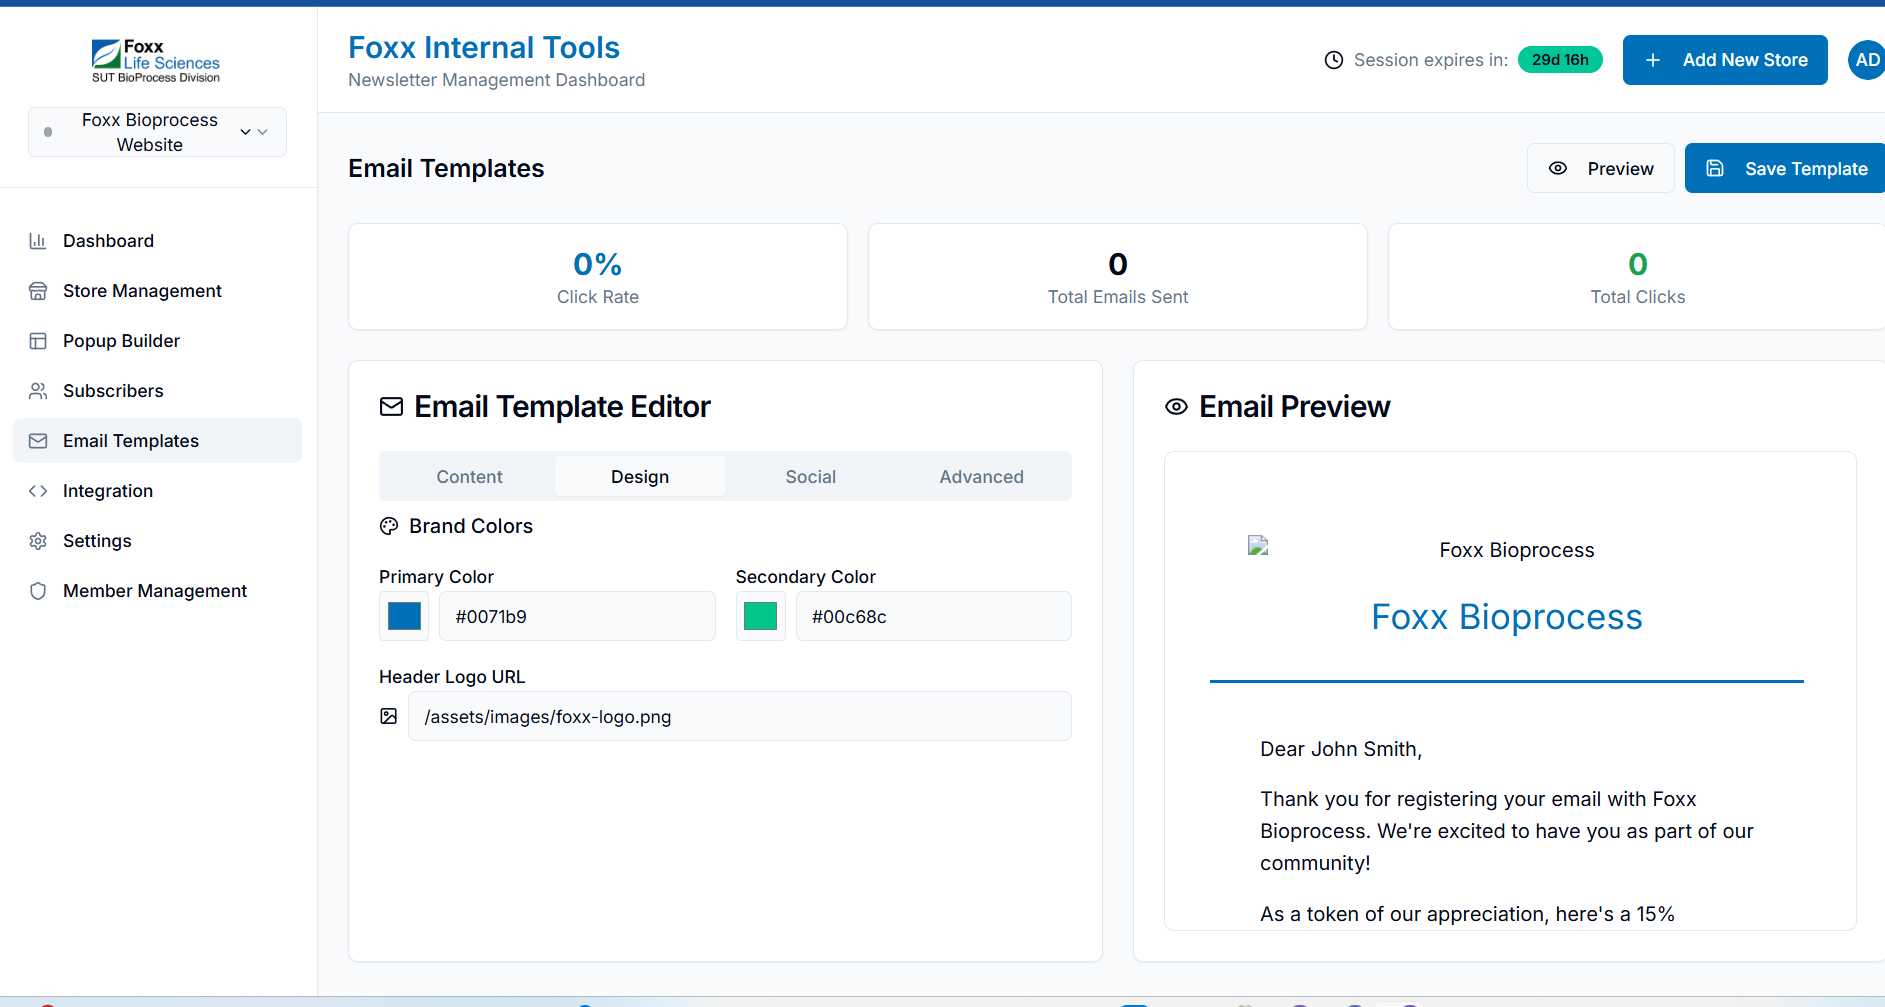 Foxx
Life Sciences
SUT BioProcess Division
Foxx Bioprocess
Website
Dashboard
Store Management
Popup Builder
Subscribers
Email Templates
Integration
Settings
Member Management
Foxx Internal Tools
Newsletter Management Dashboard
Session expires in:
29d 16h
Add New Store
AD
Email Templates
Preview
Save Template
0%
Click Rate
0
Total Emails Sent
0
Total Clicks
Email Template Editor
Content
Design
Social
Advanced
Brand Colors
Primary Color
#0071b9
Secondary Color
#00c68c
Header Logo URL
/assets/images/foxx-logo.png
Email Preview
Foxx Bioprocess
Foxx Bioprocess
Dear John Smith,
Thank you for registering your email with Foxx
Bioprocess. We're excited to have you as part of our
community!
As a token of our appreciation, here's a 15%